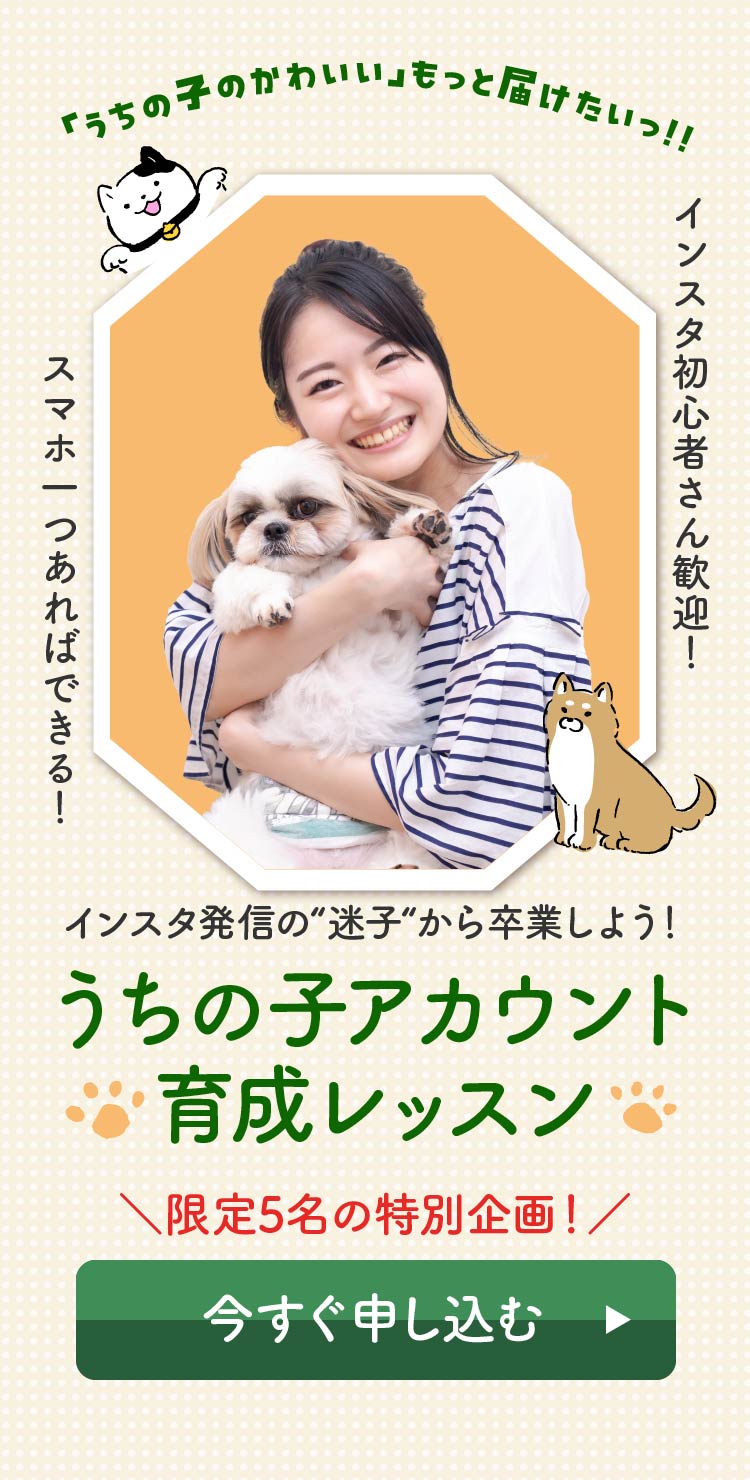 「うちの子のかわいい」もっと届けたいっ!!
インスタ初心者さん歓迎！
スマホ一つあればできる！
インスタ発信の“迷子“から卒業しよう！
うちの子アカウント
育成レッスン
＼限定5名の特別企画！／
今すぐ申し込む